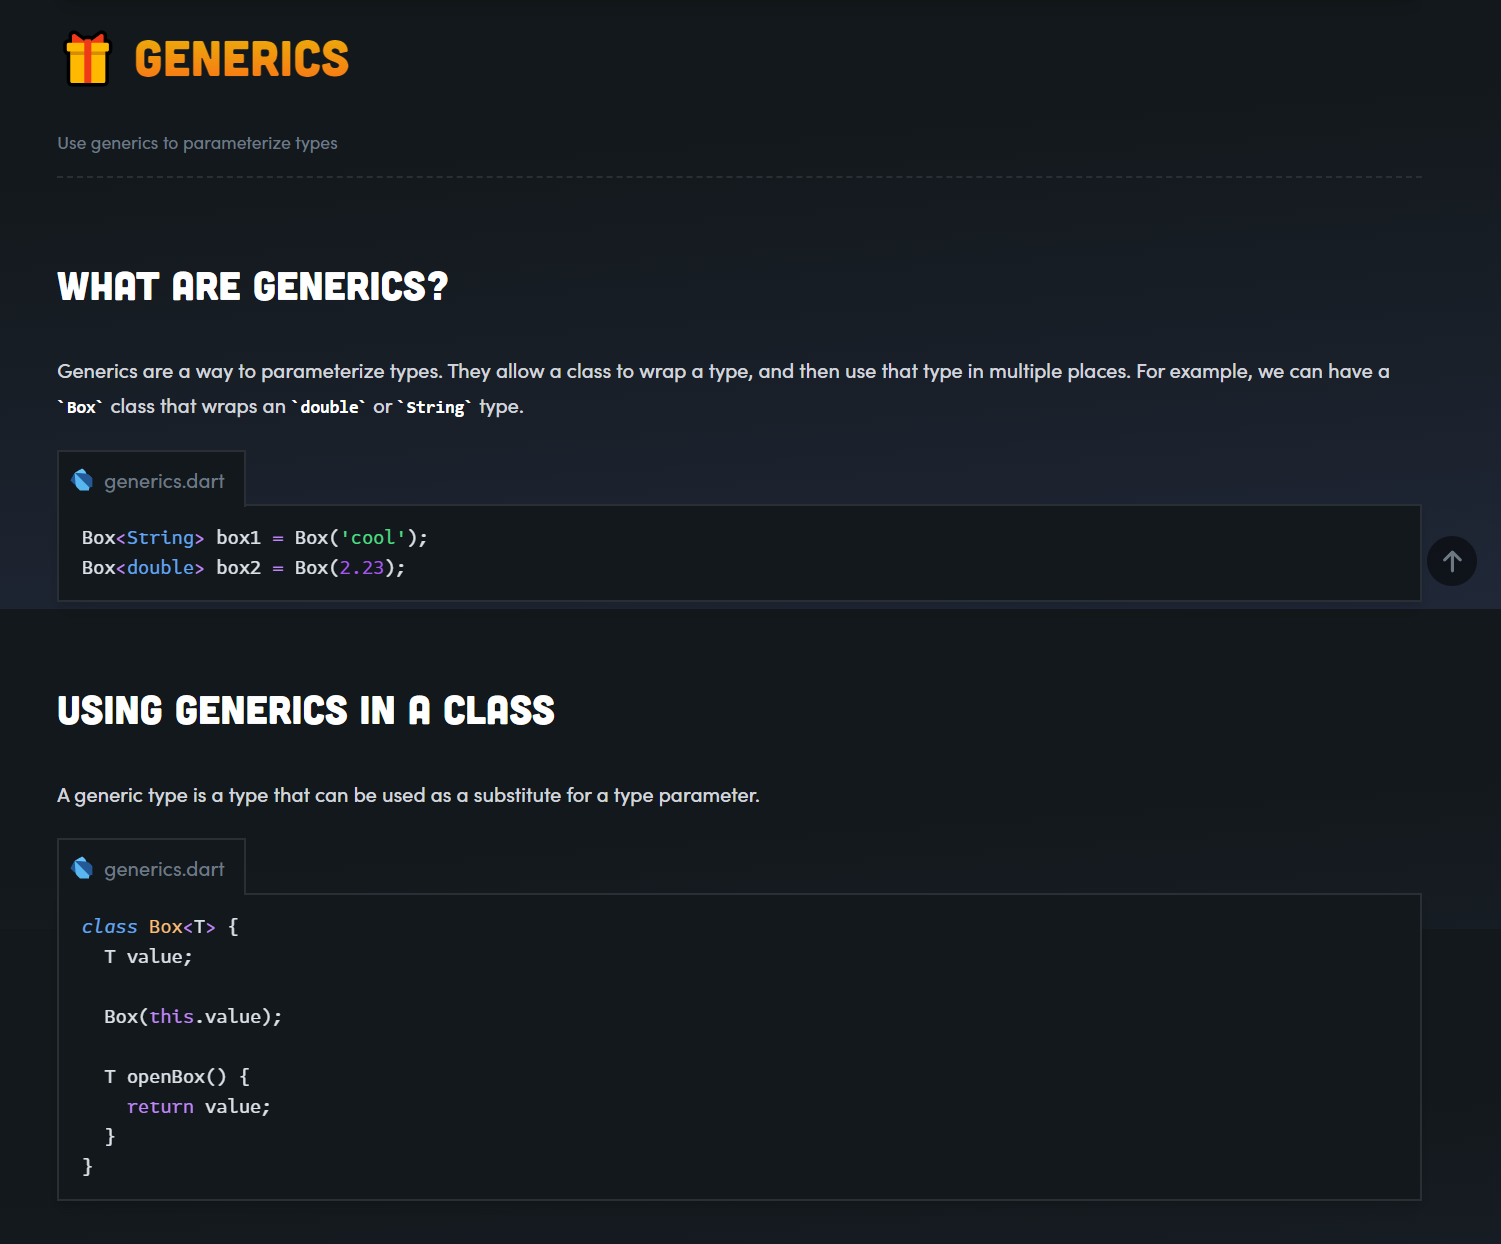 GENERICS
Use generics to parameterize types
WHAT ARE GENERICS?
Generics are a way to parameterize types. They allow a class to wrap a type, and then use that type in multiple places. For example, we can have a
`Box` class that wraps an `double` or `String` type.
generics.dart
Box<String> box1 = Box('cool');
Box<double> box2 = Box(2.23);
USING GENERICS IN A CLASS
A generic type is a type that can be used as a substitute for a type parameter.
generics.dart
class Box<T> {
  T value;
  Box(this.value);
  T openBox() {
    return value;
  }
}